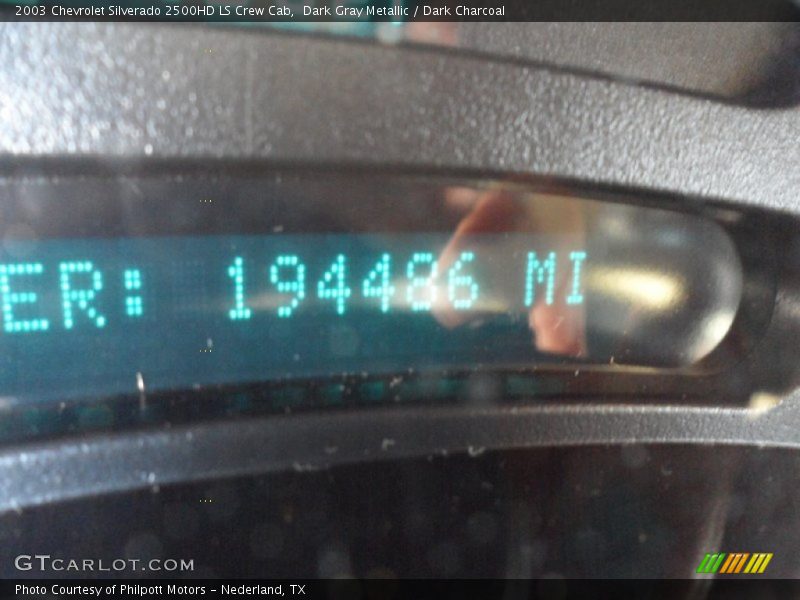 2003 Chevrolet Silverado 2500HD LS Crew Cab, Dark Gray Metallic / Dark Charcoal
ER: 194486 MI
GTCARLOT.COM
Photo Courtesy of Philpott Motors - Nederland, TX